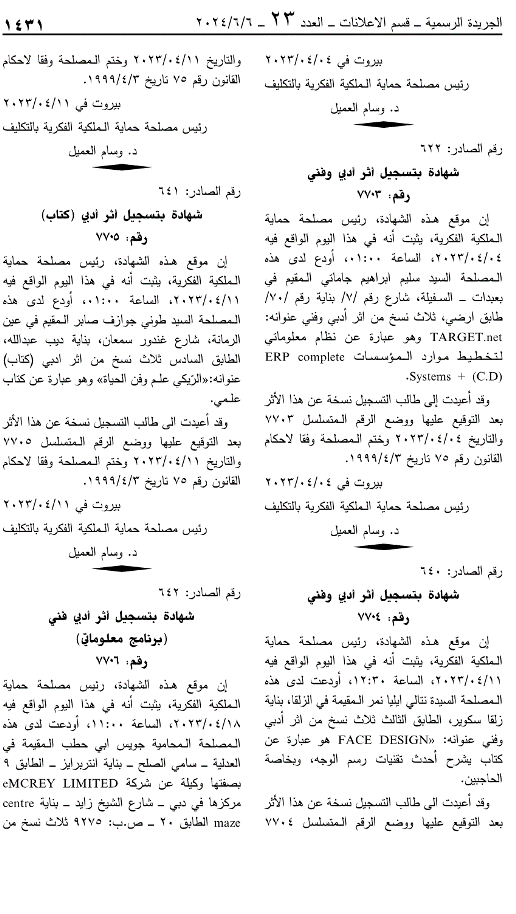 الجريدة الرسمية ــ قسم الاعلانات ــ العدد ٢٣ ــ ٢٠٢٤/٦/٦
١٤٣١
بيروت في ٢٠٢٣/٠٤/٠٤
رئيس مصلحة حماية الملكية الفكرية بالتكليف
د. وسام العميل
رقم الصادر: ٦٢٢
شهادة بتسجيل أثر أدبي وفني
رقم: ٧٧٠٣
إن موقع هذه الشهادة، رئيس مصلحة حماية
الملكية الفكرية، يثبت أنه في هذا اليوم الواقع فيه
٢٠٢٣/٠٤/٠٤، الساعة ٠١:٠٠، أودع لدى هذه
المصلحة السيد سليم ابراهيم جاماتي المقيم في
بعبدات ــ السفيلة، شارع رقم /٧/ بناية رقم /٧٠/
طابق ارضي، ثلاث نسخ من اثر أدبي وفني عنوانه:
TARGET.net وهو عبارة عن نظام معلوماتي
لتخطيط موارد المؤسسات ERP complete
Systems + (C.D).
وقد أعيدت إلى طالب التسجيل نسخة عن هذا الأثر
بعد التوقيع عليها ووضع الرقم المتسلسل ٧٧٠٣
والتاريخ ٢٠٢٣/٠٤/٠٤ وختم المصلحة وفقا لاحكام
القانون رقم ٧٥ تاريخ ١٩٩٩/٤/٣.
بيروت في ٢٠٢٣/٠٤/٠٤
رئيس مصلحة حماية الملكية الفكرية بالتكليف
د. وسام العميل
رقم الصادر: ٦٤٠
شهادة بتسجيل أثر أدبي وفني
رقم: ٧٧٠٤
إن موقع هذه الشهادة، رئيس مصلحة حماية
الملكية الفكرية، يثبت أنه في هذا اليوم الواقع فيه
٢٠٢٣/٠٤/١١، الساعة ١٢:٣٠، أودعت لدى هذه
المصلحة السيدة نتالي ايليا نمر المقيمة في الزلقا، بناية
زلقا سكوير، الطابق الثالث ثلاث نسخ من اثر أدبي
وفني عنوانه: «FACE DESIGN هو عبارة عن
كتاب يشرح أحدث تقنيات رسم الوجه، وبخاصة
الحاجبين.
وقد أعيدت الى طالب التسجيل نسخة عن هذا الأثر
بعد التوقيع عليها ووضع الرقم المتسلسل ٧٧٠٤
والتاريخ ٢٠٢٣/٠٤/١١ وختم المصلحة وفقا لاحكام
القانون رقم ٧٥ تاريخ ١٩٩٩/٤/٣.
بيروت في ٢٠٢٣/٠٤/١١
رئيس مصلحة حماية الملكية الفكرية بالتكليف
د. وسام العميل
رقم الصادر: ٦٤١
شهادة بتسجيل أثر أدبي (كتاب)
رقم: ٧٧٠٥
إن موقع هذه الشهادة، رئيس مصلحة حماية
الملكية الفكرية، يثبت أنه في هذا اليوم الواقع فيه
٢٠٢٣/٠٤/١١، الساعة ٠١:٠٠، أودع لدى هذه
المصلحة السيد طوني جوازف صابر المقيم في عين
الرمانة، شارع غندور سمعان، بناية ديب عبدالله،
الطابق السادس ثلاث نسخ من اثر ادبي (كتاب)
عنوانه:«الرّيكي علم وفن الحياة» وهو عبارة عن كتاب
علمي.
وقد أعيدت الى طالب التسجيل نسخة عن هذا الأثر
بعد التوقيع عليها ووضع الرقم المتسلسل ٧٧٠٥
والتاريخ ٢٠٢٣/٠٤/١١ وختم المصلحة وفقا لاحكام
القانون رقم ٧٥ تاريخ ١٩٩٩/٤/٣.
بيروت في ٢٠٢٣/٠٤/١١
رئيس مصلحة حماية الملكية الفكرية بالتكليف
د. وسام العميل
رقم الصادر: ٦٤٢
شهادة بتسجيل أثر أدبي فني
(برنامج معلوماتي)
رقم: ٧٧٠٦
إن موقع هذه الشهادة، رئيس مصلحة حماية
الملكية الفكرية، يثبت أنه في هذا اليوم الواقع فيه
٢٠٢٣/٠٤/١٨، الساعة ١١:٠٠، أودعت لدى هذه
المصلحة المحامية جويس ابي حطب المقيمة في
العدلية ــ سامي الصلح ــ بناية انتربرايز ــ الطابق ٩
بصفتها وكيلة عن شركة eMCREY LIMITED
مركزها في دبي ــ شارع الشيخ زايد ــ بناية centre
maze الطابق ٢٠ ــ ص.ب: ٩٢٧٥ ثلاث نسخ من